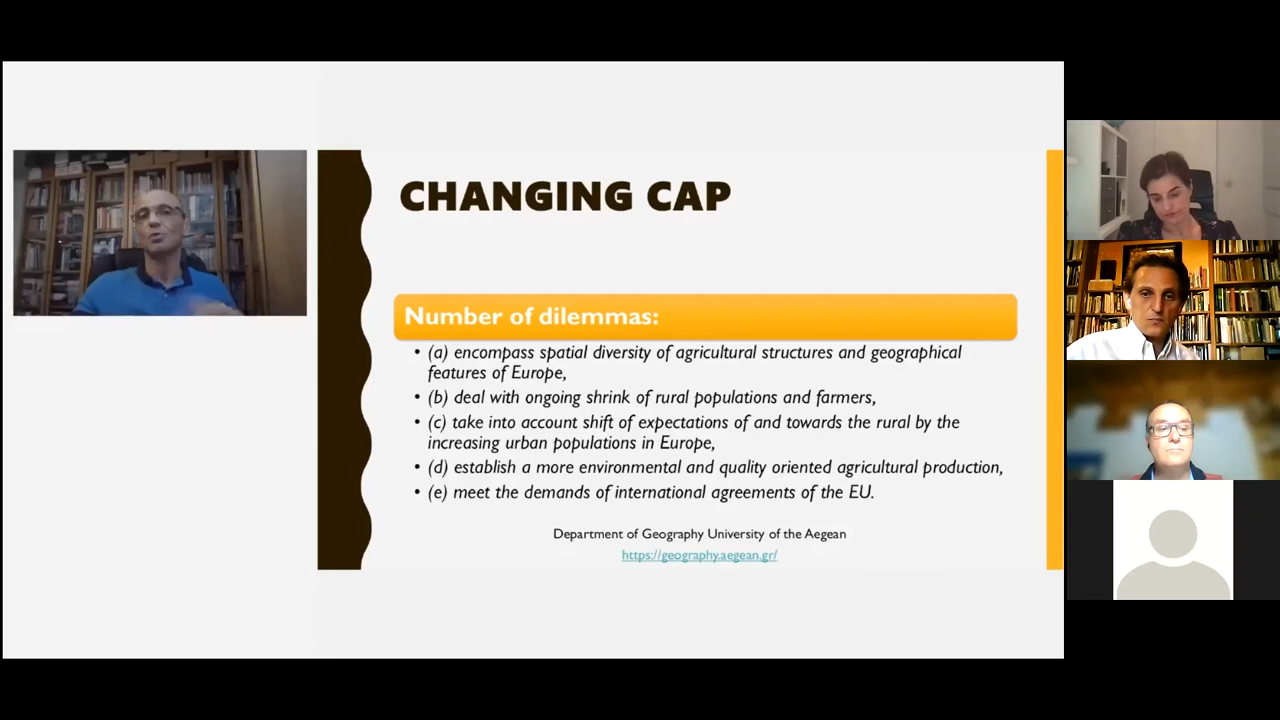 CHANGING CAP
Number of dilemmas:
• (a) encompass spatial diversity of agricultural structures and geographical
features of Europe,
• (b) deal with ongoing shrink of rural populations and farmers,
• (c) take into account shift of expectations of and towards the rural by the
increasing urban populations in Europe,
• (d) establish a more environmental and quality oriented agricultural production,
• (e) meet the demands of international agreements of the EU.
Department of Geography University of the Aegean
https://geography.aegean.gr/